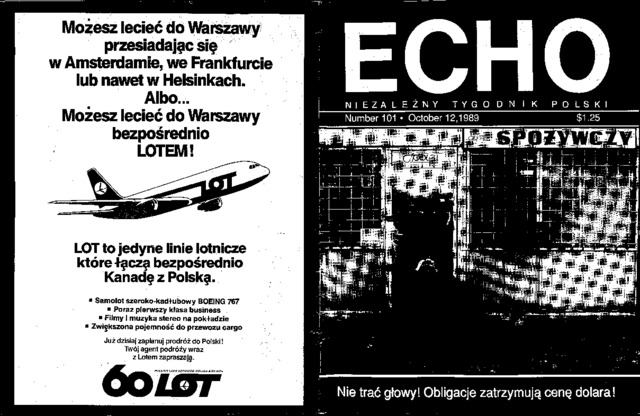 Możesz lecieć do Warszawy
przesiadając się
w Amsterdamie, we Frankfurcie
lub nawet w Helsinkach.
Albo...
Możesz lecieć do Warszawy
bezpośrednio
LOTEM!
LOT
LOT to jedyne linie lotnicze
które łączą bezpośrednio
Kanadę z Polską.
▪ Samolot szeroko-kadłubowy BOEING 767
▪ Poraz pierwszy klasa business
▪ Filmy i muzyka stereo na pokładzie
▪ Zwiększona pojemność do przewozu cargo
Już dzisiaj zaplanuj prodróż do Polski!
Twój agent podróży wraz
z Lotem zapraszają.
60 LOT
ECHO
NIEZALEŻNY TYGODNIK POLSKI
Number 101 • October 12,1989 $1.25
SPOŻYWCZY
Nie trać głowy! Obligacje zatrzymują cenę dolara!